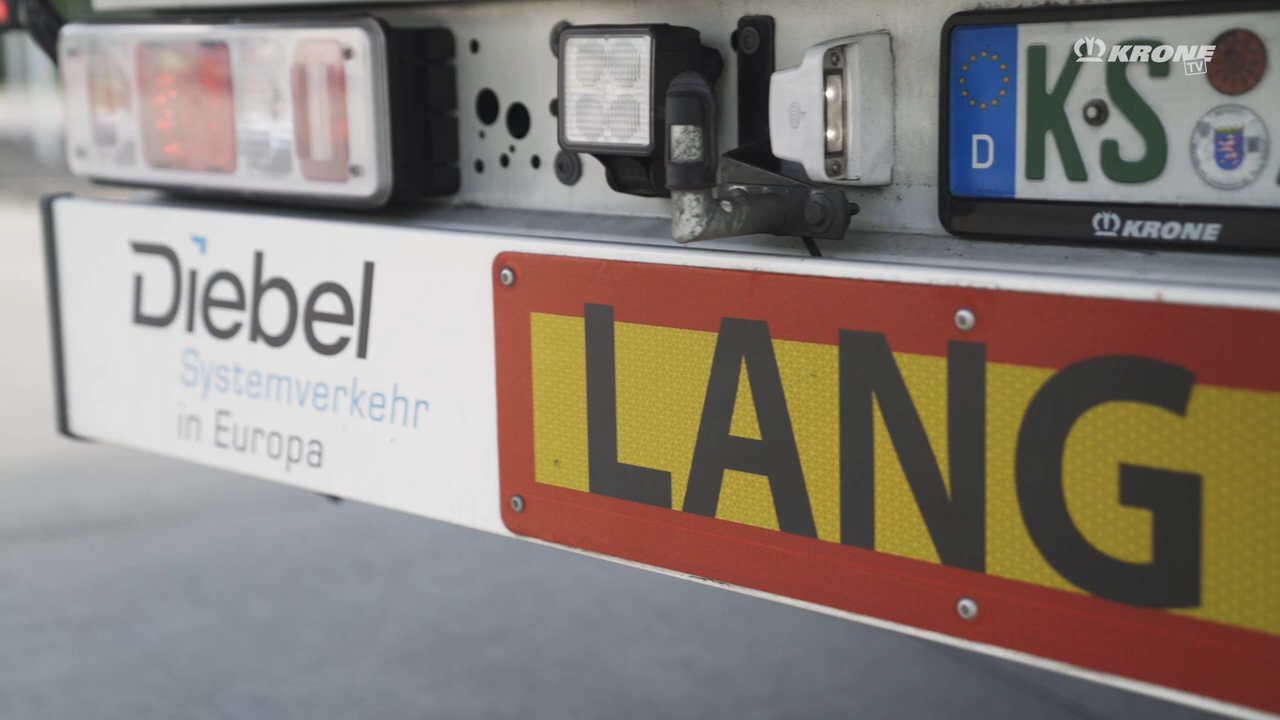 KRONE
TV
D
KS
KRONE
Diebel
Systemverkehr
in Europa
LANG